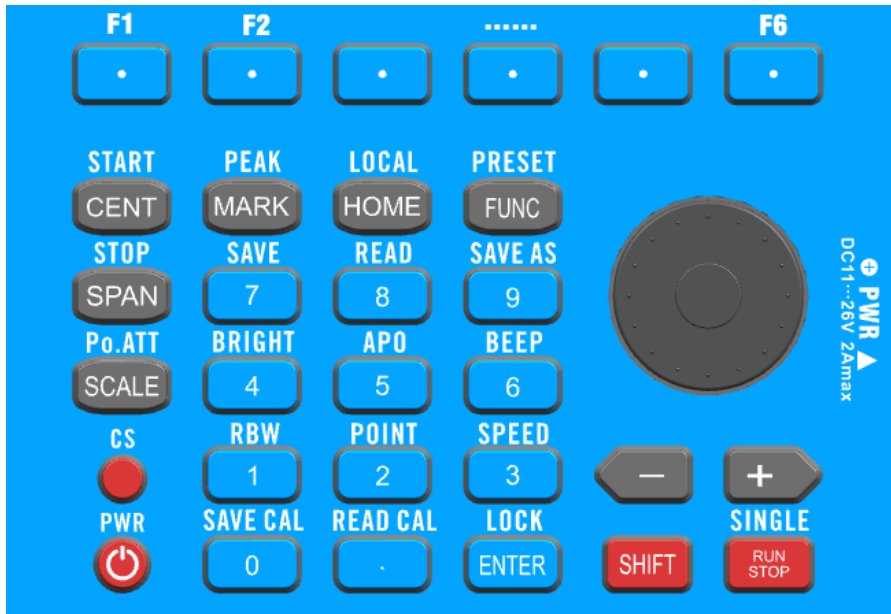 F1 F2 ...... F6
START PEAK LOCAL PRESET
CENT MARK HOME FUNC
STOP SAVE READ SAVE AS
SPAN 7 8 9
Po.ATT BRIGHT APO BEEP
SCALE 4 5 6
CS RBW POINT SPEED
1 2 3 − +
PWR SAVE CAL READ CAL LOCK SINGLE
0 . ENTER SHIFT RUN
STOP
PWR
DC11···26V 2Amax